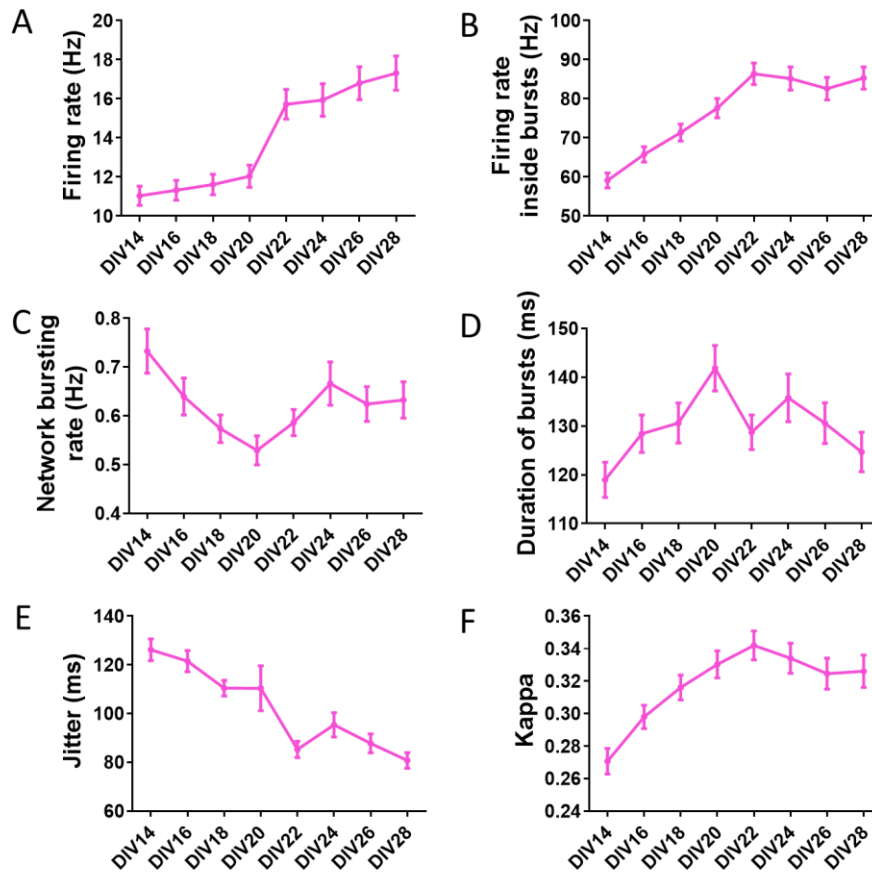 A
Firing rate (Hz)
20
18
16
14
12
10
DIV14 DIV16 DIV18 DIV20 DIV22 DIV24 DIV26 DIV28
B
Firing rate
inside bursts (Hz)
100
90
80
70
60
50
DIV14 DIV16 DIV18 DIV20 DIV22 DIV24 DIV26 DIV28
C
Network bursting
rate (Hz)
0.8
0.7
0.6
0.5
0.4
DIV14 DIV16 DIV18 DIV20 DIV22 DIV24 DIV26 DIV28
D
Duration of bursts (ms)
150
140
130
120
110
DIV14 DIV16 DIV18 DIV20 DIV22 DIV24 DIV26 DIV28
E
Jitter (ms)
140
120
100
80
60
DIV14 DIV16 DIV18 DIV20 DIV22 DIV24 DIV26 DIV28
F
Kappa
0.36
0.34
0.32
0.30
0.28
0.26
0.24
DIV14 DIV16 DIV18 DIV20 DIV22 DIV24 DIV26 DIV28